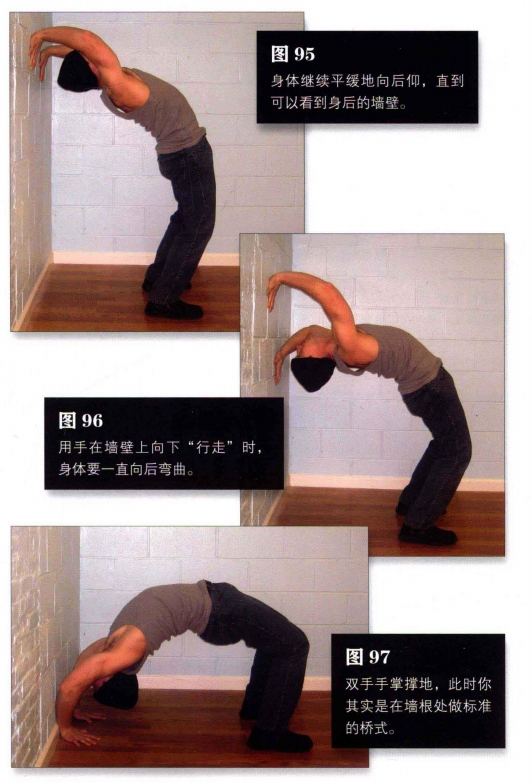 图 95
身体继续平缓地向后仰，直到
可以看到身后的墙壁。
图 96
用手在墙壁上向下“行走”时，
身体要一直向后弯曲。
图 97
双手手掌撑地，此时你
其实是在墙根处做标准
的桥式。